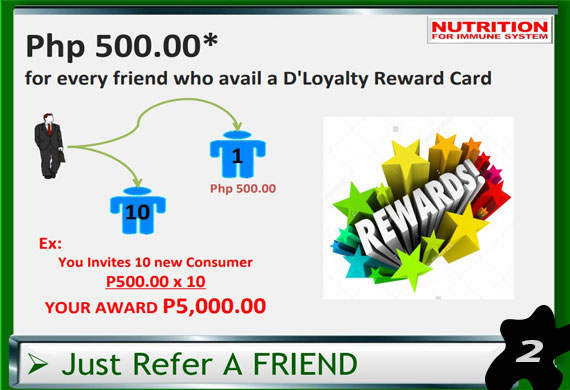 NUTRITION
FOR IMMUNE SYSTEM
Php 500.00*
for every friend who avail a D'Loyalty Reward Card
1
Php 500.00
10
REWARDS!
Ex:
You Invites 10 new Consumer
P500.00 x 10
YOUR AWARD P5,000.00
➢ Just Refer A FRIEND
2